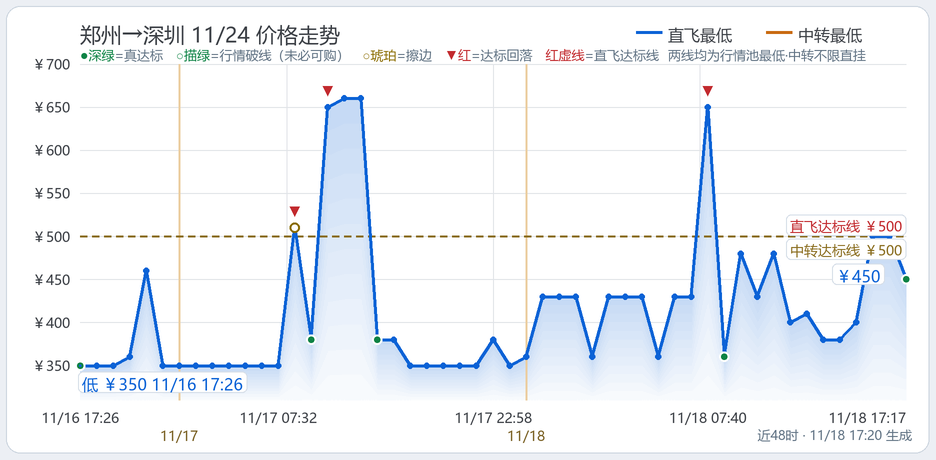 郑州→深圳 11/24 价格走势
直飞最低
中转最低
●深绿=真达标 ○描绿=行情破线（未必可购） ○琥珀=擦边 ▼红=达标回落 红虚线=直飞达标线 两线均为行情池最低·中转不限直挂
¥700
¥650
¥600
¥550
¥500
¥450
¥400
¥350
直飞达标线 ¥500
中转达标线 ¥500
¥450
低 ¥350 11/16 17:26
11/16 17:26
11/17 07:32
11/17 22:58
11/18 07:40
11/18 17:17
11/17
11/18
近48时 · 11/18 17:20 生成